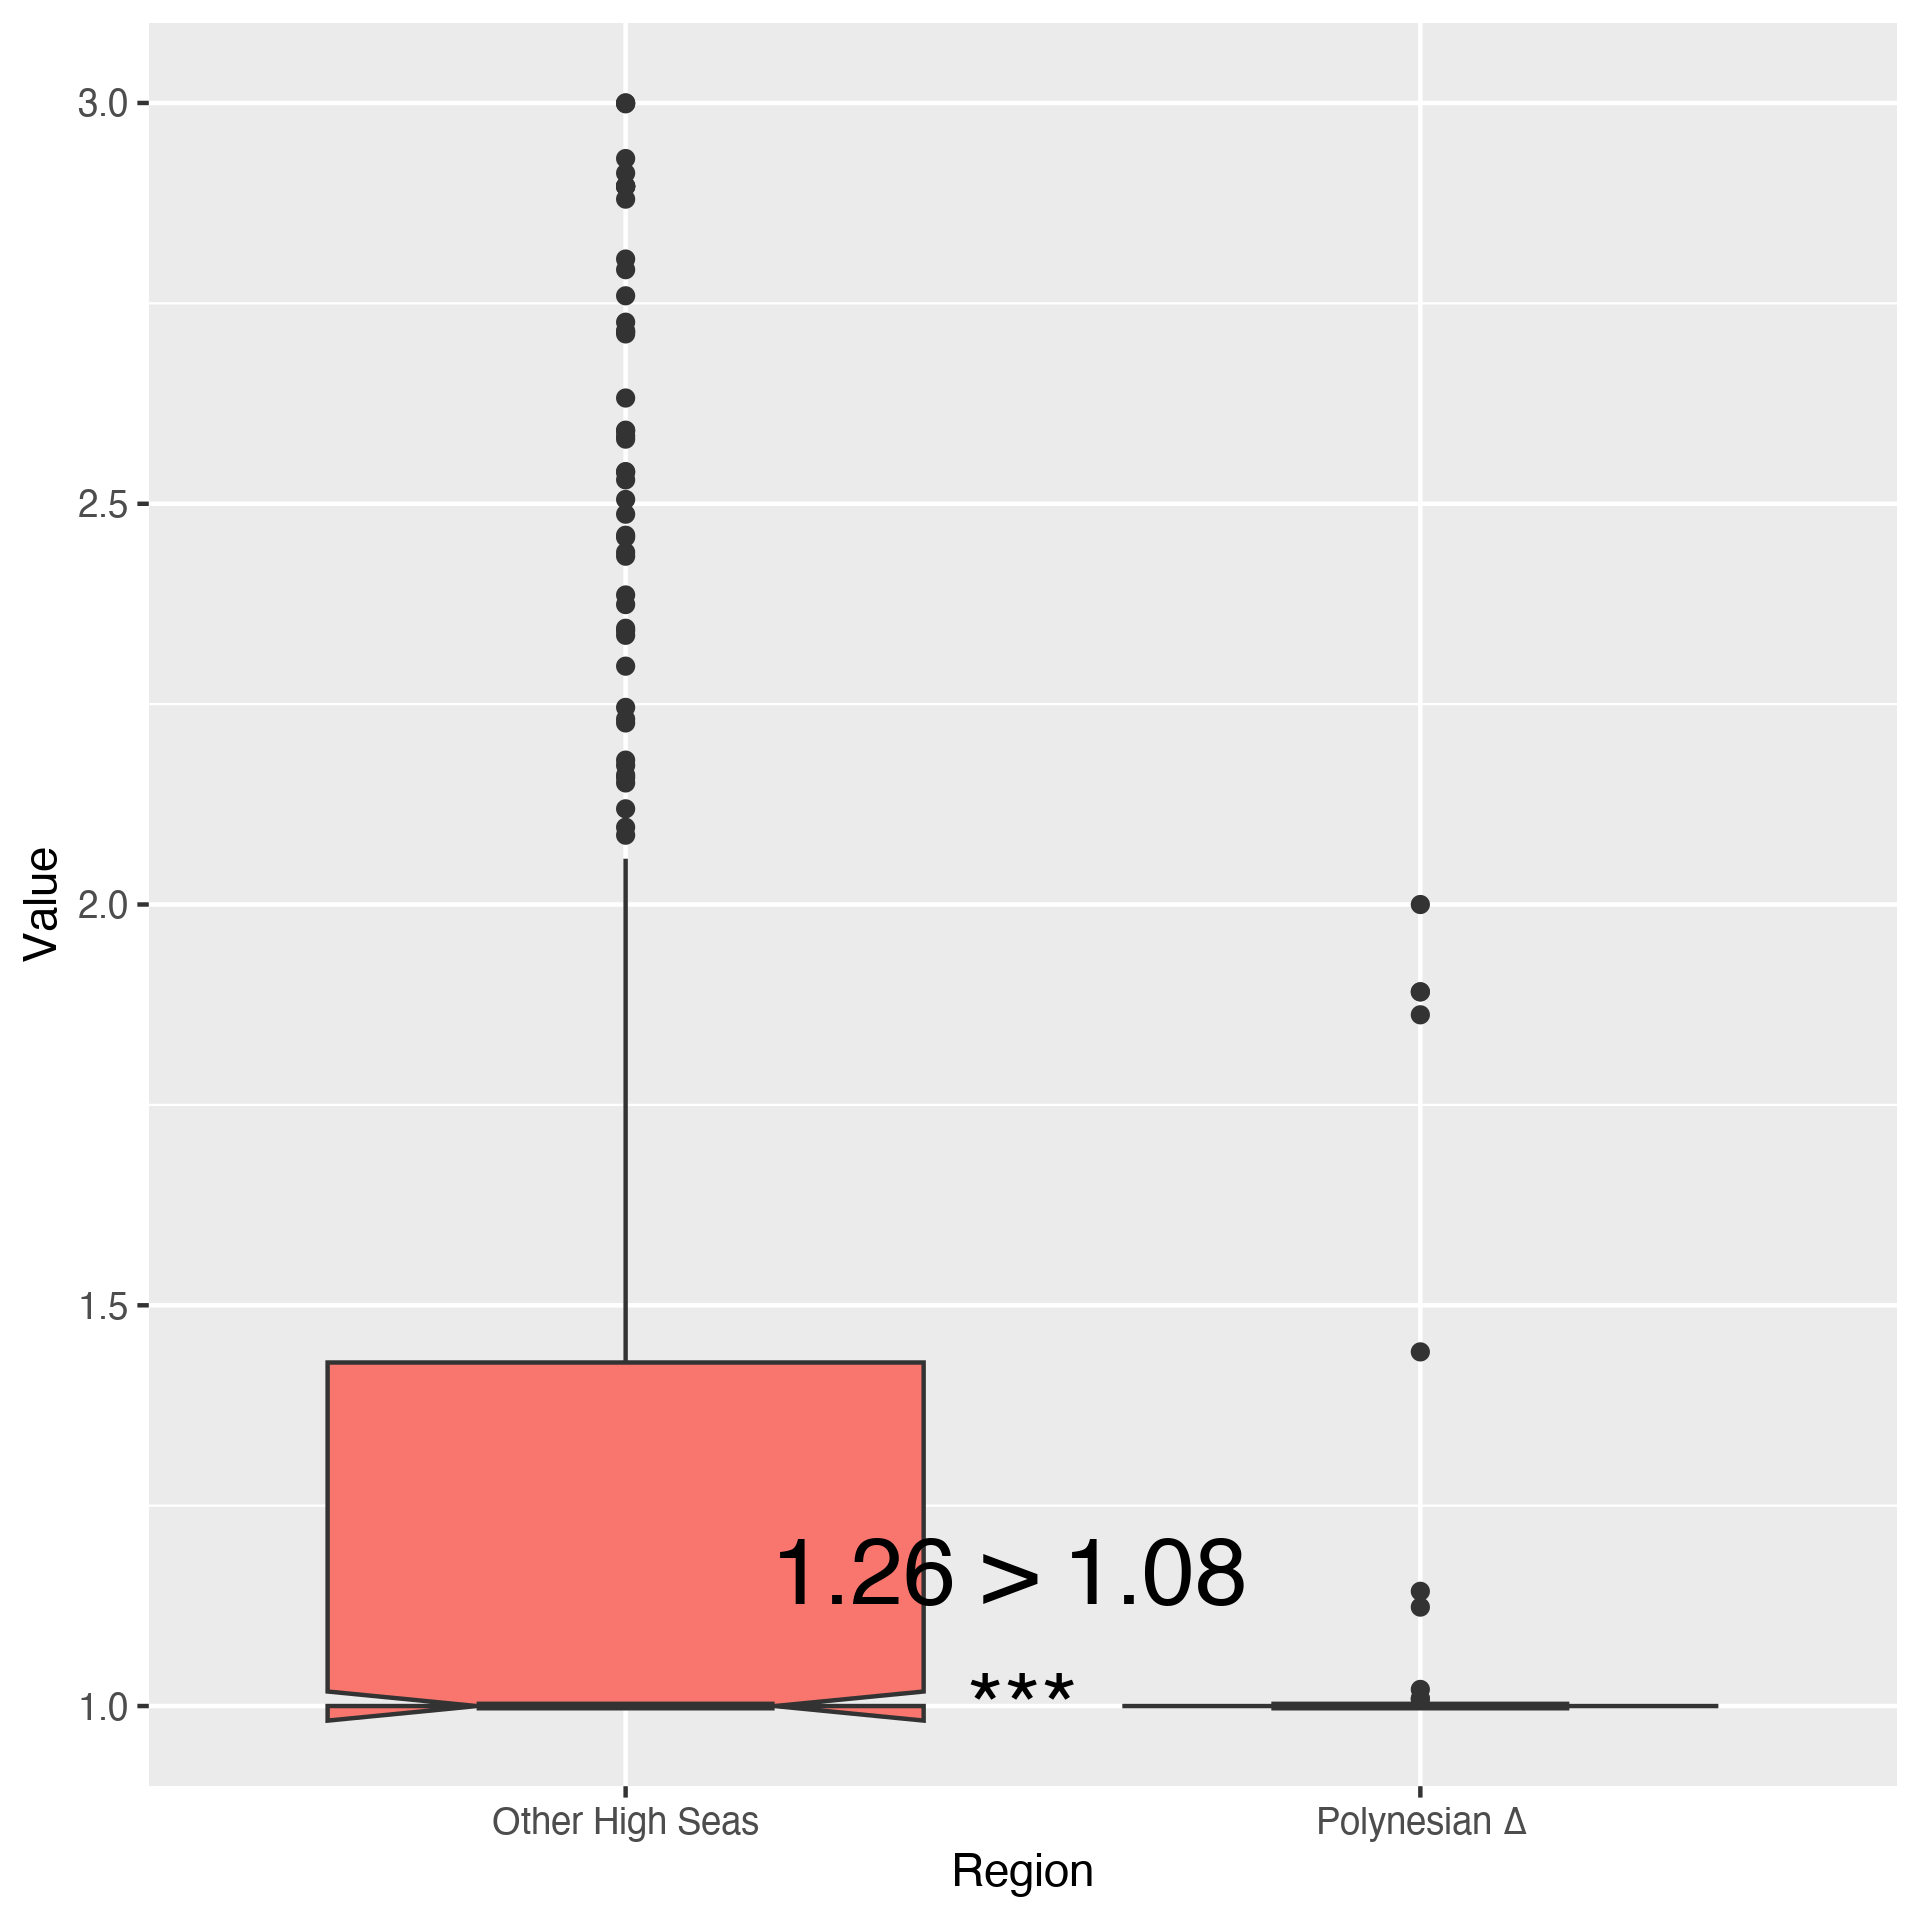 3.0
2.5
2.0
1.5
1.0
Value
1.26 > 1.08
***
Other High Seas
Polynesian Δ
Region